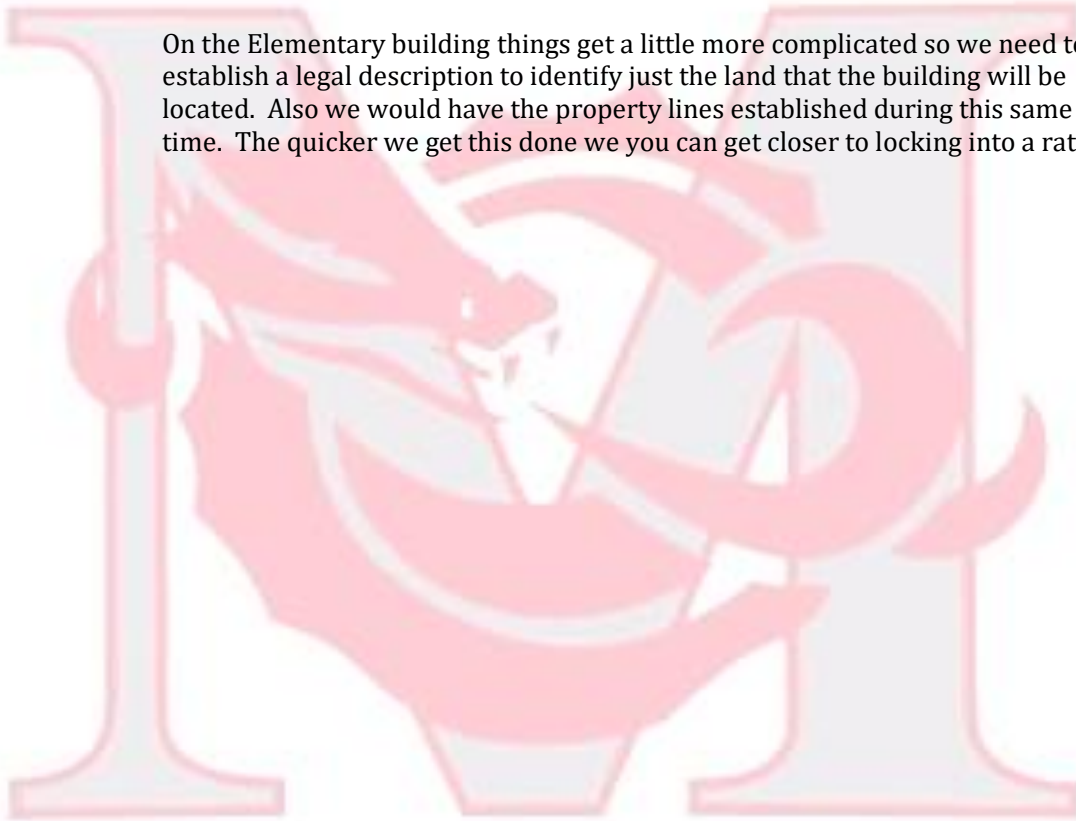 On the Elementary building things get a little more complicated so we need to
establish a legal description to identify just the land that the building will be
located.  Also we would have the property lines established during this same
time.  The quicker we get this done we you can get closer to locking into a rat